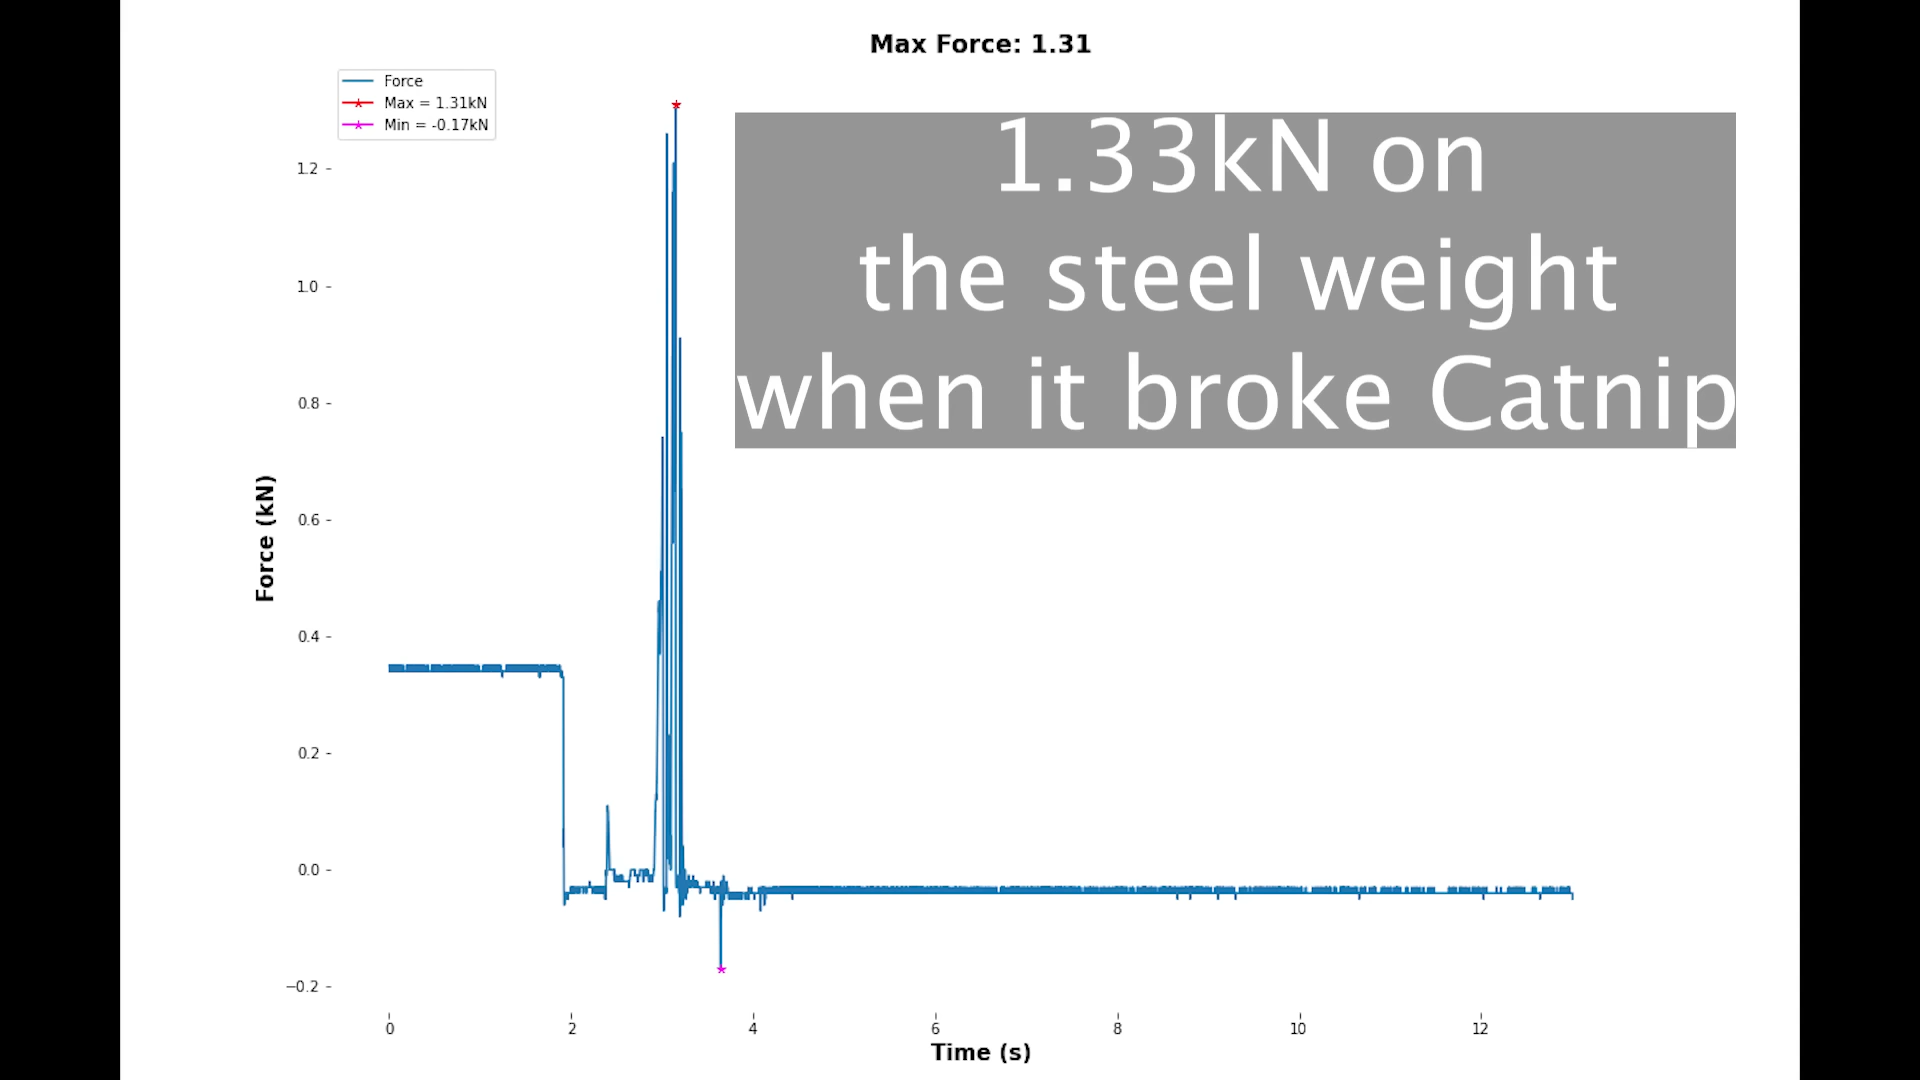 Max Force: 1.31
Force
Max = 1.31kN
Min = -0.17kN
1.33kN on
the steel weight
when it broke Catnip
1.2
1.0
0.8
0.6
0.4
0.2
0.0
−0.2
Force (kN)
0 2 4 6 8 10 12
Time (s)